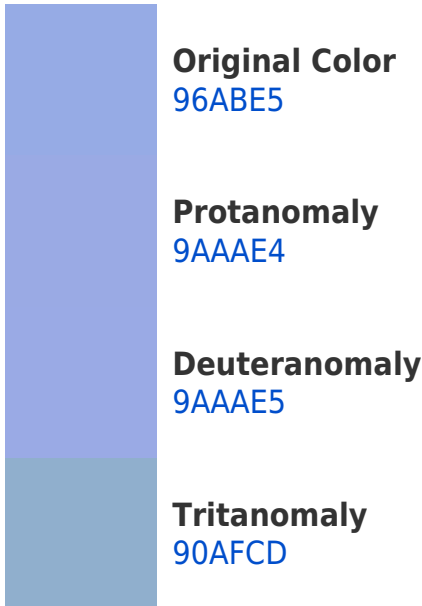 Original Color
96ABE5
Protanomaly
9AAAE4
Deuteranomaly
9AAAE5
Tritanomaly
90AFCD